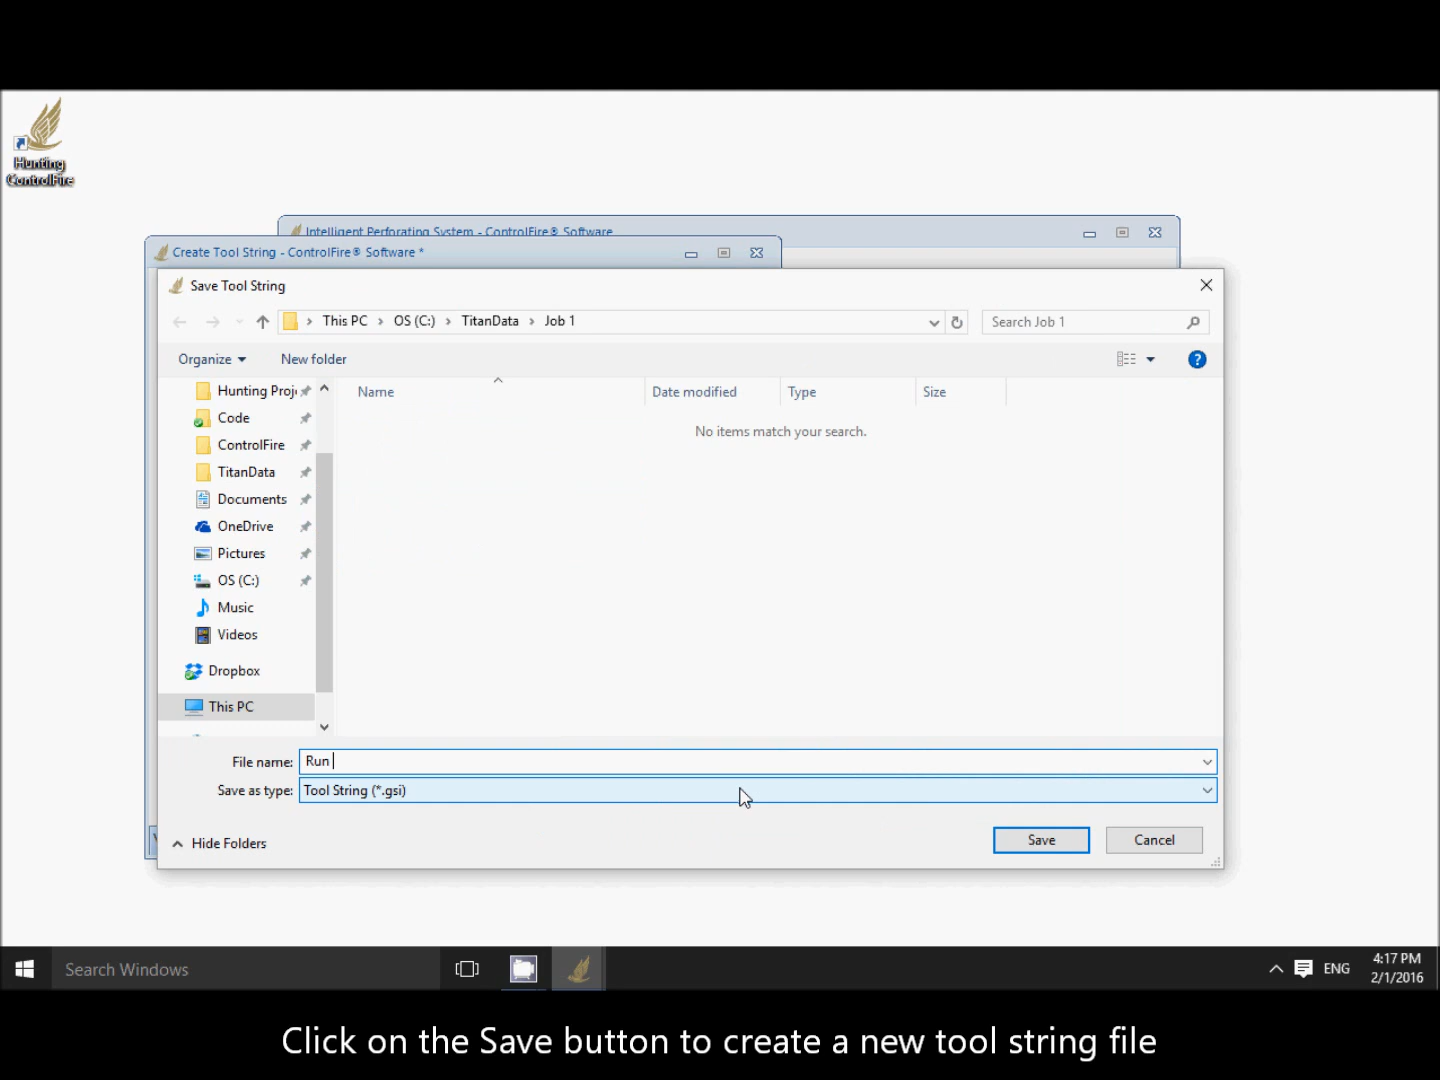 Hunting
ControlFire
Intelligent Perforating System - ControlFire® Software
Create Tool String - ControlFire® Software *
Save Tool String
This PC > OS (C:) > TitanData > Job 1
Search Job 1
Organize
New folder
?
Name
Date modified
Type
Size
No items match your search.
Hunting Proj
Code
ControlFire
TitanData
Documents
OneDrive
Pictures
OS (C:)
Music
Videos
Dropbox
This PC
File name: Run
Save as type: Tool String (*.gsi)
Hide Folders
Save
Cancel
Search Windows
ENG
4:17 PM
2/1/2016
Click on the Save button to create a new tool string file